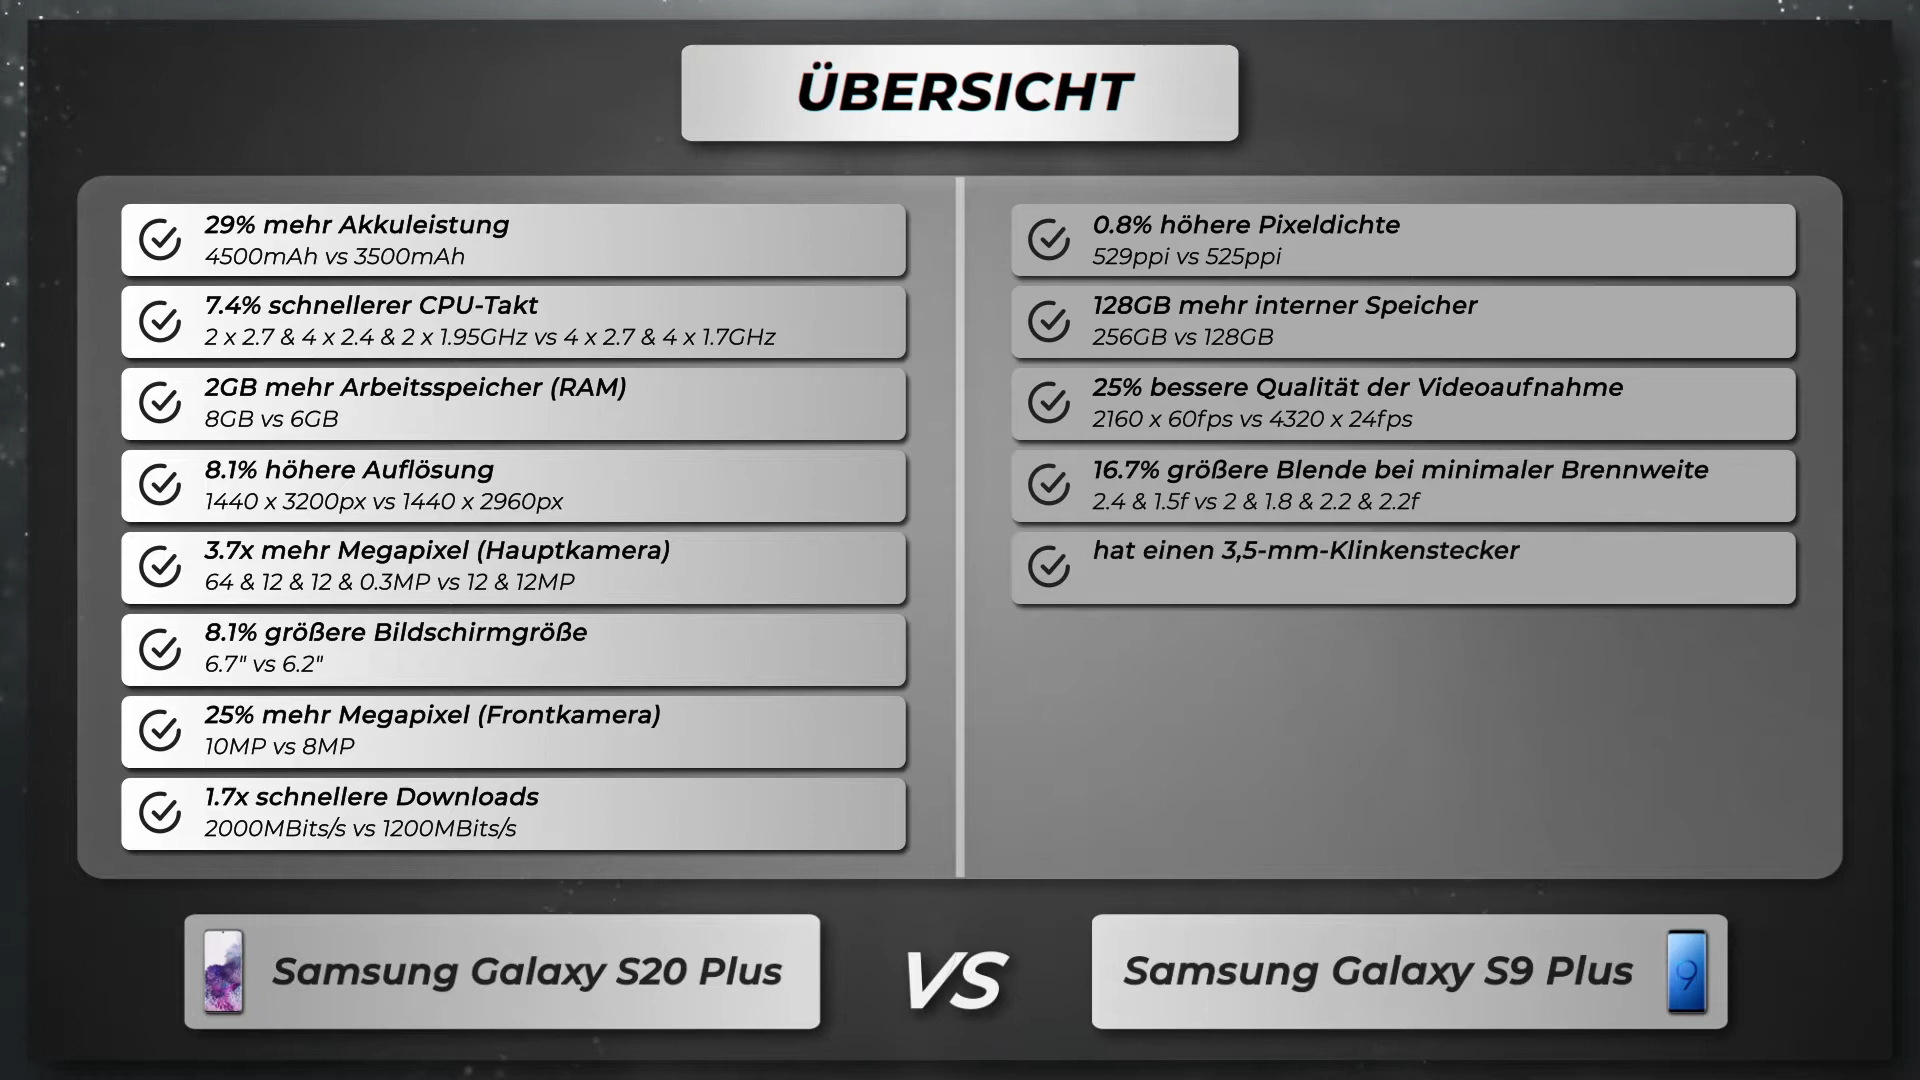 ÜBERSICHT
29% mehr Akkuleistung
4500mAh vs 3500mAh
7.4% schnellerer CPU-Takt
2 x 2.7 & 4 x 2.4 & 2 x 1.95GHz vs 4 x 2.7 & 4 x 1.7GHz
2GB mehr Arbeitsspeicher (RAM)
8GB vs 6GB
8.1% höhere Auflösung
1440 x 3200px vs 1440 x 2960px
3.7x mehr Megapixel (Hauptkamera)
64 & 12 & 12 & 0.3MP vs 12 & 12MP
8.1% größere Bildschirmgröße
6.7" vs 6.2"
25% mehr Megapixel (Frontkamera)
10MP vs 8MP
1.7x schnellere Downloads
2000MBits/s vs 1200MBits/s
0.8% höhere Pixeldichte
529ppi vs 525ppi
128GB mehr interner Speicher
256GB vs 128GB
25% bessere Qualität der Videoaufnahme
2160 x 60fps vs 4320 x 24fps
16.7% größere Blende bei minimaler Brennweite
2.4 & 1.5f vs 2 & 1.8 & 2.2 & 2.2f
hat einen 3,5-mm-Klinkenstecker
Samsung Galaxy S20 Plus
VS
Samsung Galaxy S9 Plus
9